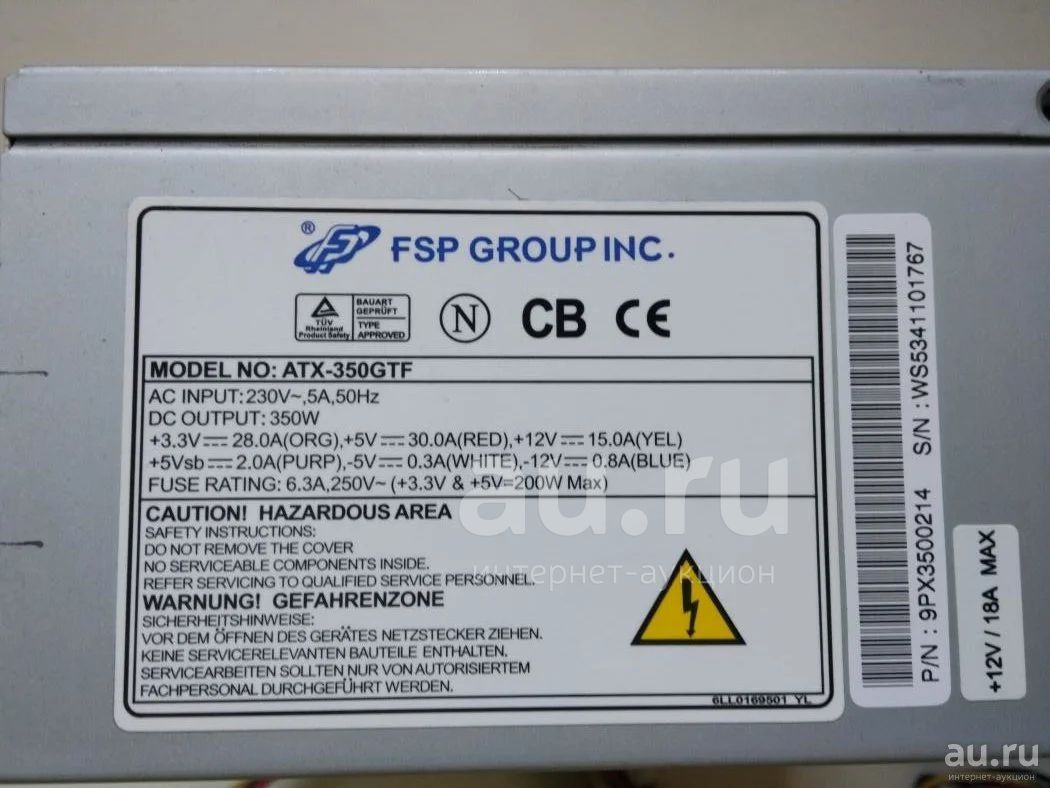 ® FSP GROUP INC.
TÜV Rheinland Product Safety
BAUART GEPRÜFT
TYPE APPROVED
N
CB CE
MODEL NO: ATX-350GTF
AC INPUT: 230V~,5A,50Hz
DC OUTPUT: 350W
+3.3V⎓28.0A(ORG),+5V⎓30.0A(RED),+12V⎓15.0A(YEL)
+5Vsb⎓2.0A(PURP),-5V⎓0.3A(WHITE),-12V⎓0.8A(BLUE)
FUSE RATING: 6.3A,250V~ (+3.3V & +5V=200W Max)
CAUTION! HAZARDOUS AREA
SAFETY INSTRUCTIONS:
DO NOT REMOVE THE COVER
NO SERVICEABLE COMPONENTS INSIDE.
REFER SERVICING TO QUALIFIED SERVICE PERSONNEL.
WARNUNG! GEFAHRENZONE
SICHERHEITSHINWEISE:
VOR DEM ÖFFNEN DES GERÄTES NETZSTECKER ZIEHEN.
KEINE SERVICERELEVANTEN BAUTEILE ENTHALTEN.
SERVICEARBEITEN SOLLTEN NUR VON AUTORISIERTEM
FACHPERSONAL DURCHGEFÜHRT WERDEN.
6LL0169501 YL
P/N : 9PX3500214 S/N : WS5341101767
+12V / 18A MAX
au.ru
интернет-аукцион
au.ru
интернет-аукцион